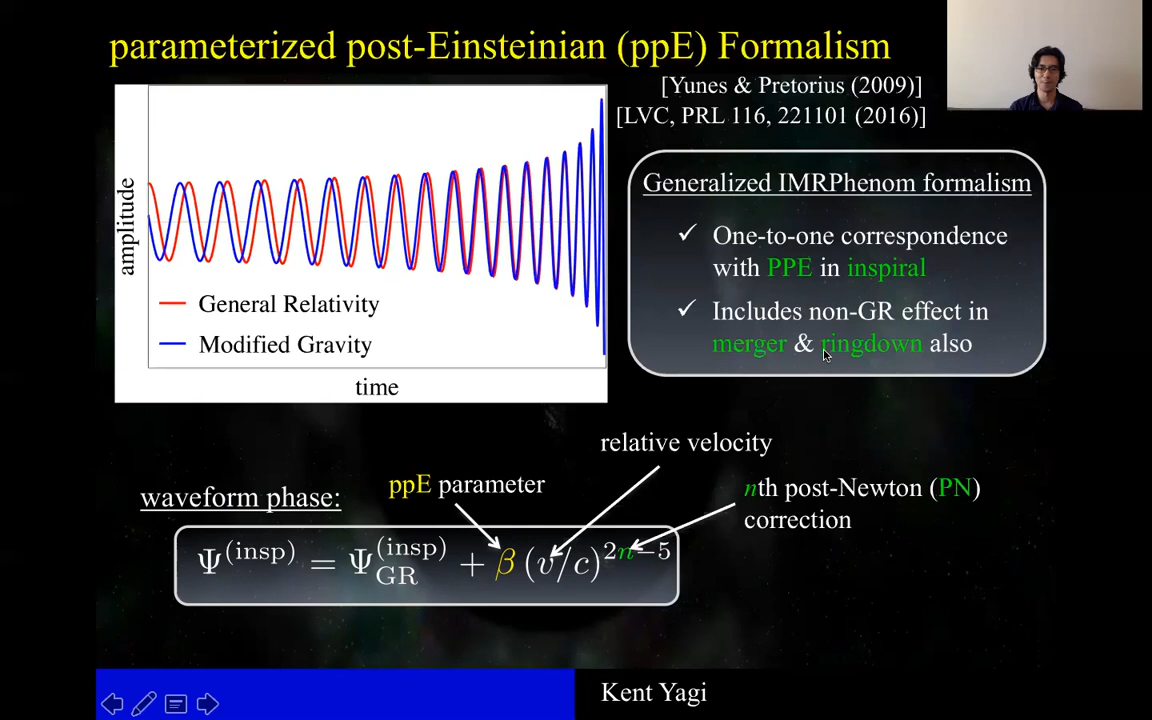 parameterized post-Einsteinian (ppE) Formalism
[Yunes & Pretorius (2009)]
[LVC, PRL 116, 221101 (2016)]
amplitude
General Relativity
Modified Gravity
time
Generalized IMRPhenom formalism
✓ One-to-one correspondence
with PPE in inspiral
✓ Includes non-GR effect in
merger & ringdown also
relative velocity
ppE parameter
nth post-Newton (PN)
correction
waveform phase:
Ψ^(insp) = Ψ_GR^(insp) + β (v/c)^2n−5
Kent Yagi